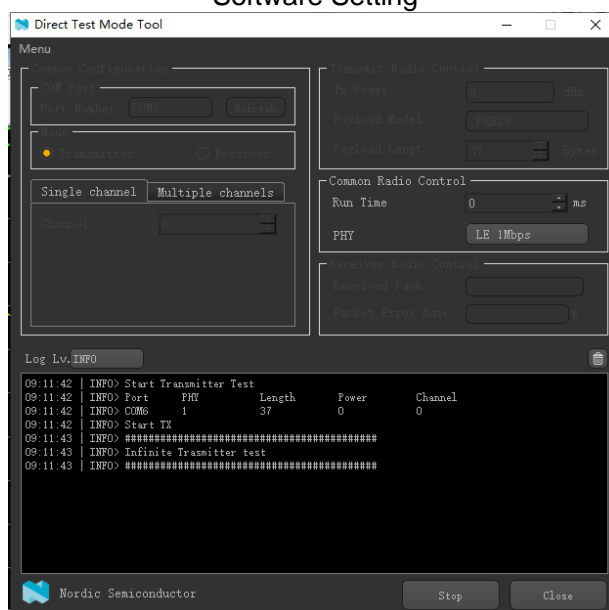 Software Setting
Direct Test Mode Tool
Menu
Common Configuration
COM Port
Port Number COM6 Refresh
Mode
Transmitter Receiver
Single channel Multiple channels
Channel 0
Transmit Radio Control
Tx Power 0 dBm
Payload Model PRBS9
Payload Lengt 37 Bytes
Common Radio Control
Run Time 0 ms
PHY LE 1Mbps
Receiver Radio Control
Received Pack
Packet Error Rate %
Log Lv. INFO
09:11:42 | INFO> Start Transmitter Test
09:11:42 | INFO> Port PHY Length Power Channel
09:11:42 | INFO> COM6 1 37 0 0
09:11:42 | INFO> Start TX
09:11:43 | INFO> ########################################
09:11:43 | INFO> Infinite Trasmitter test
09:11:43 | INFO> ########################################
Nordic Semiconductor Stop Close